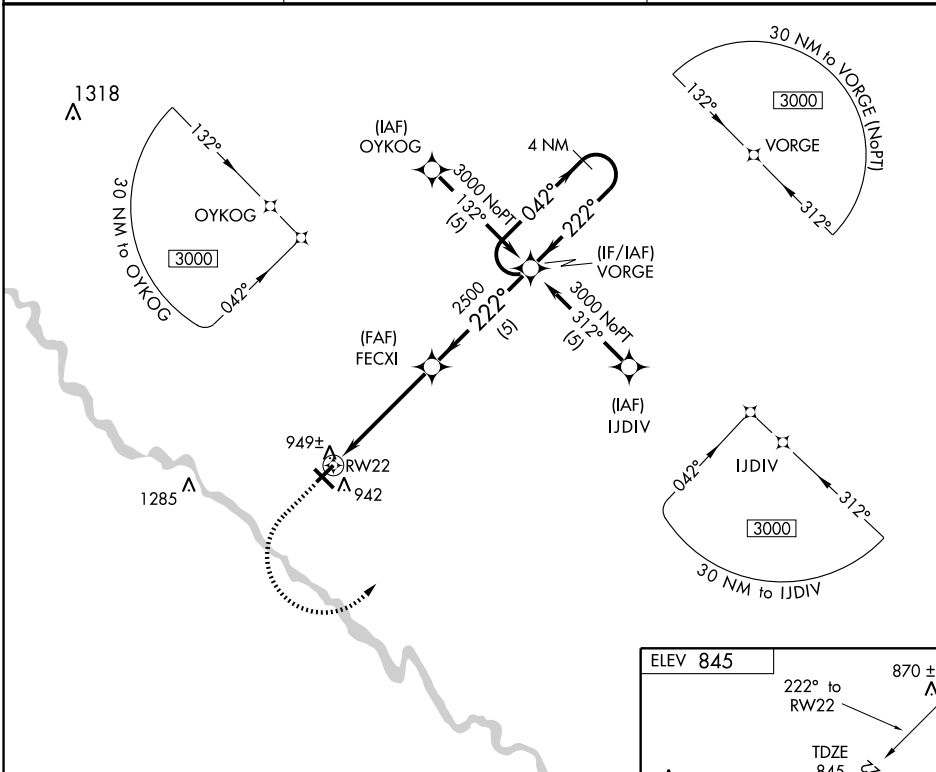 1318
132°
OYKOG
30 NM to OYKOG
3000
042°
(IAF)
OYKOG
3000 NoPT
132°
(5)
4 NM
042°
222°
(IF/IAF)
VORGE
30 NM to VORGE (NoPT)
132°
3000
VORGE
312°
2500
222°
(5)
3000 NoPT
312°
(5)
(FAF)
FECXI
(IAF)
IJDIV
949±
RW22
942
1285
IJDIV
042°
312°
3000
30 NM to IJDIV
ELEV 845
870 ±
222° to
RW22
TDZE
845
22